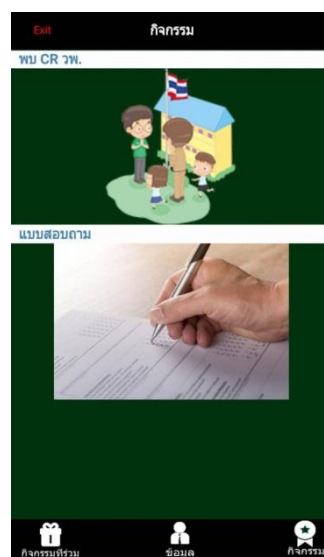 Exit
กิจกรรม
พบ CR วพ.
แบบสอบถาม
กิจกรรมที่ร่วม
ข้อมูล
กิจกรรม